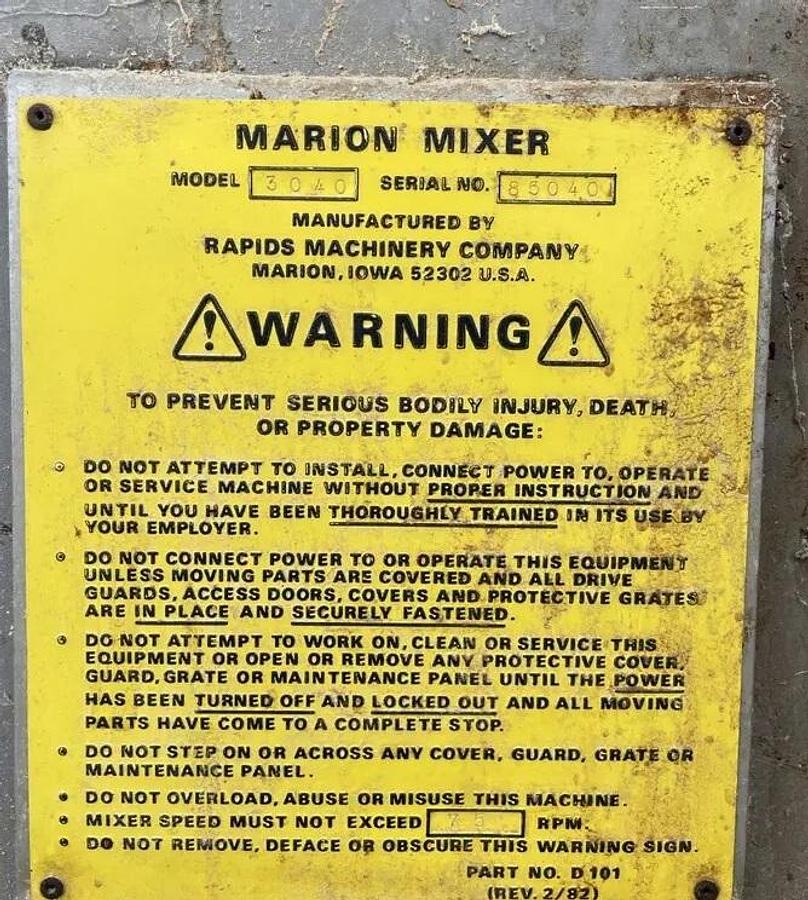 MARION MIXER
MODEL 3040 SERIAL NO. 85040
MANUFACTURED BY
RAPIDS MACHINERY COMPANY
MARION, IOWA 52302 U.S.A.
WARNING
TO PREVENT SERIOUS BODILY INJURY, DEATH,
OR PROPERTY DAMAGE:
DO NOT ATTEMPT TO INSTALL, CONNECT POWER TO, OPERATE
OR SERVICE MACHINE WITHOUT PROPER INSTRUCTION AND
UNTIL YOU HAVE BEEN THOROUGHLY TRAINED IN ITS USE BY
YOUR EMPLOYER.
DO NOT CONNECT POWER TO OR OPERATE THIS EQUIPMENT
UNLESS MOVING PARTS ARE COVERED AND ALL DRIVE
GUARDS, ACCESS DOORS, COVERS AND PROTECTIVE GRATES
ARE IN PLACE AND SECURELY FASTENED.
DO NOT ATTEMPT TO WORK ON, CLEAN OR SERVICE THIS
EQUIPMENT OR OPEN OR REMOVE ANY PROTECTIVE COVER,
GUARD, GRATE OR MAINTENANCE PANEL UNTIL THE POWER
HAS BEEN TURNED OFF AND LOCKED OUT AND ALL MOVING
PARTS HAVE COME TO A COMPLETE STOP.
DO NOT STEP ON OR ACROSS ANY COVER, GUARD, GRATE OR
MAINTENANCE PANEL.
DO NOT OVERLOAD, ABUSE OR MISUSE THIS MACHINE.
MIXER SPEED MUST NOT EXCEED RPM.
DO NOT REMOVE, DEFACE OR OBSCURE THIS WARNING SIGN.
PART NO. D101
(REV. 2/82)